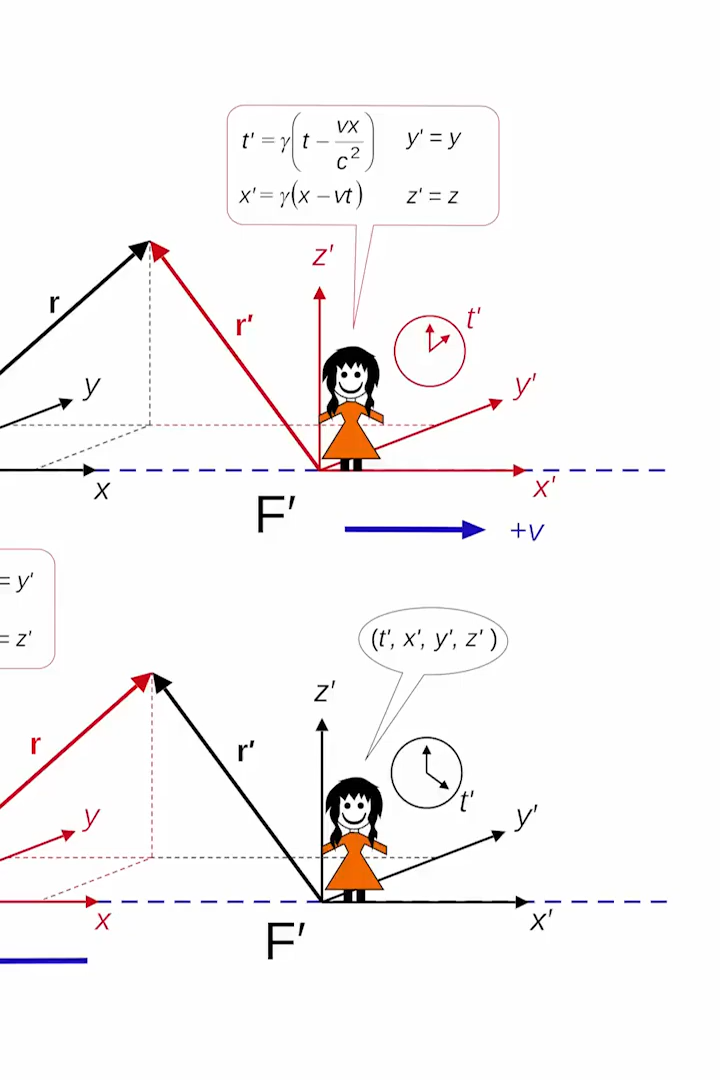 t' = γ(t − vx/c²) y' = y
x' = γ(x − vt) z' = z
z'
r
r'
t'
y
y'
x
x'
F'
+v
= y'
= z'
(t', x', y', z' )
z'
r
r'
t'
y
y'
x
x'
F'